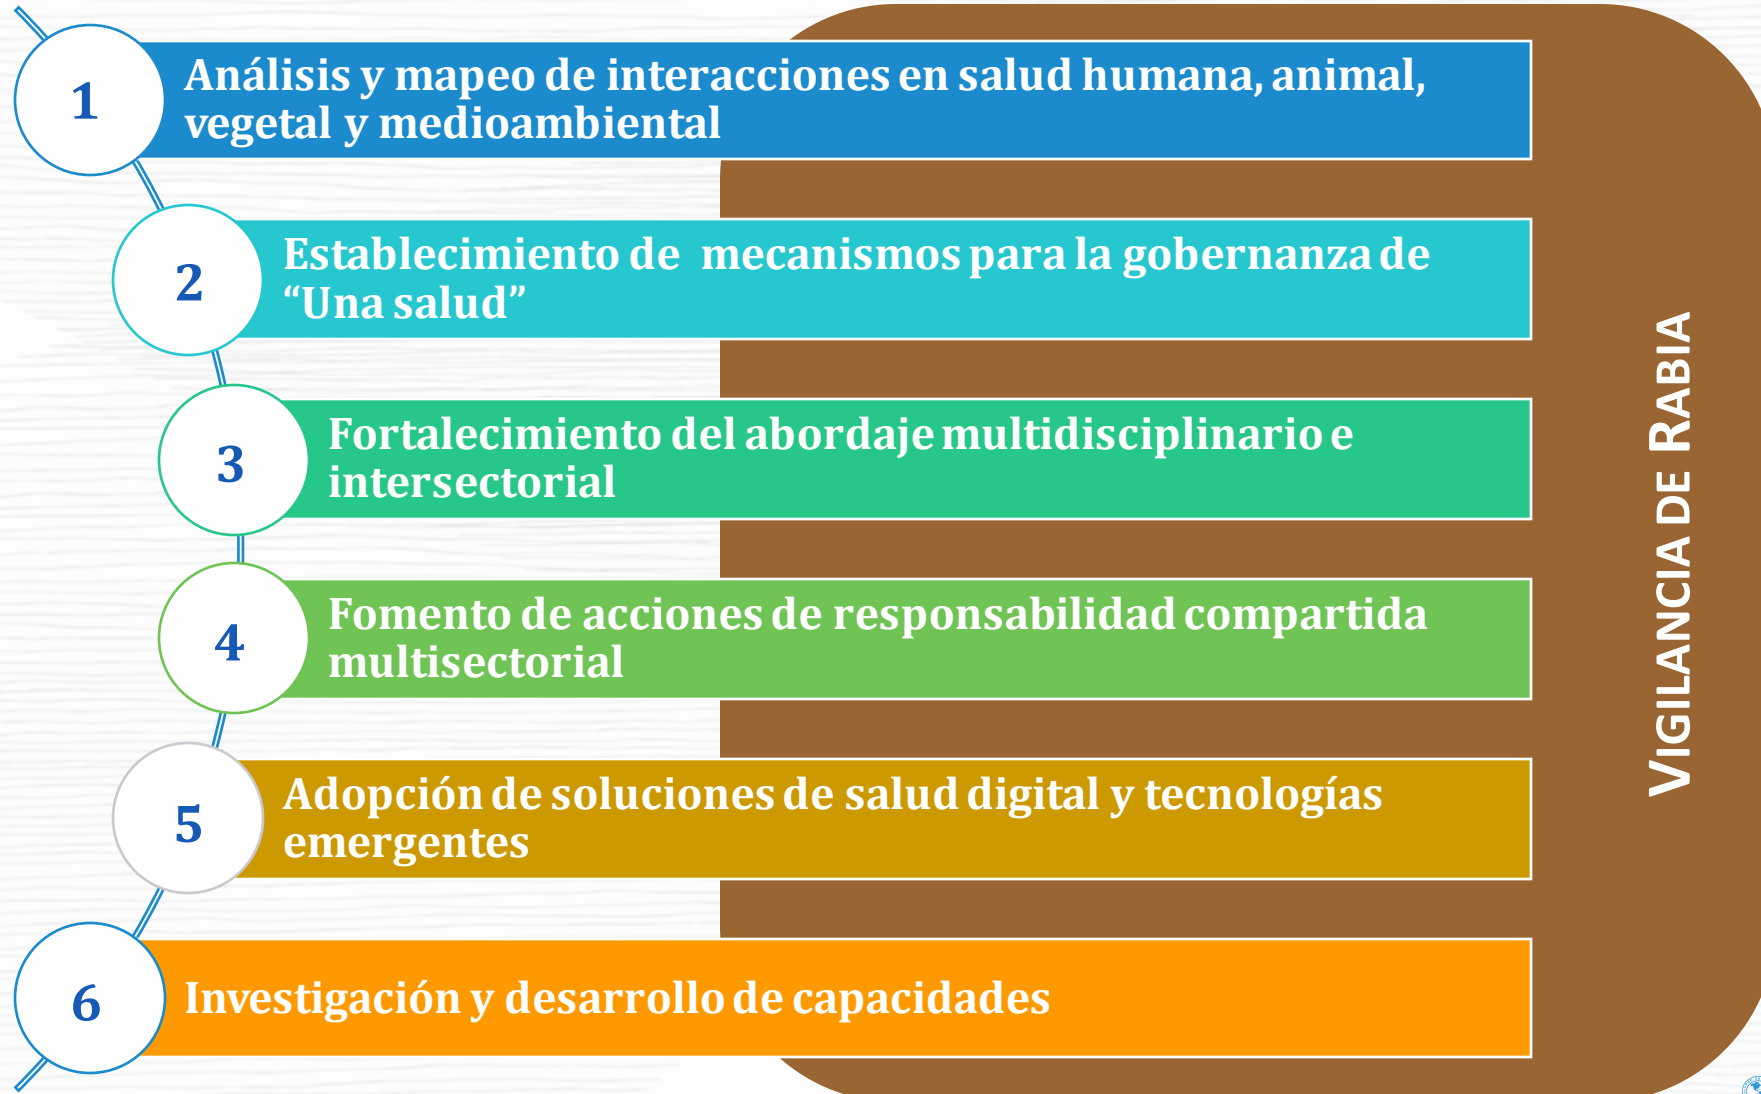 1
Análisis y mapeo de interacciones en salud humana, animal,
vegetal y medioambiental
2
Establecimiento de mecanismos para la gobernanza de
“Una salud”
3
Fortalecimiento del abordaje multidisciplinario e
intersectorial
4
Fomento de acciones de responsabilidad compartida
multisectorial
5
Adopción de soluciones de salud digital y tecnologías
emergentes
6
Investigación y desarrollo de capacidades
VIGILANCIA DE RABIA